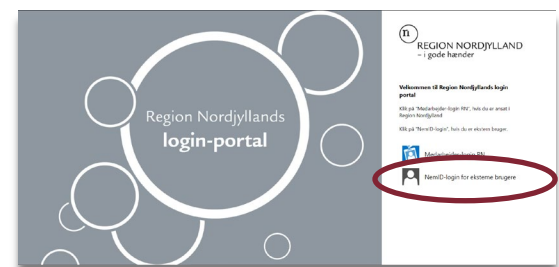 Region Nordjyllands
login-portal
n
REGION NORDJYLLAND
– i gode hænder
Velkommen til Region Nordjyllands login
portal
Klik på "Medarbejder-login RN", hvis du er ansat i
Region Nordjylland
Klik på "NemID-login", hvis du er ekstern bruger.
Medarbejder-login RN
NemID-login for eksterne brugere